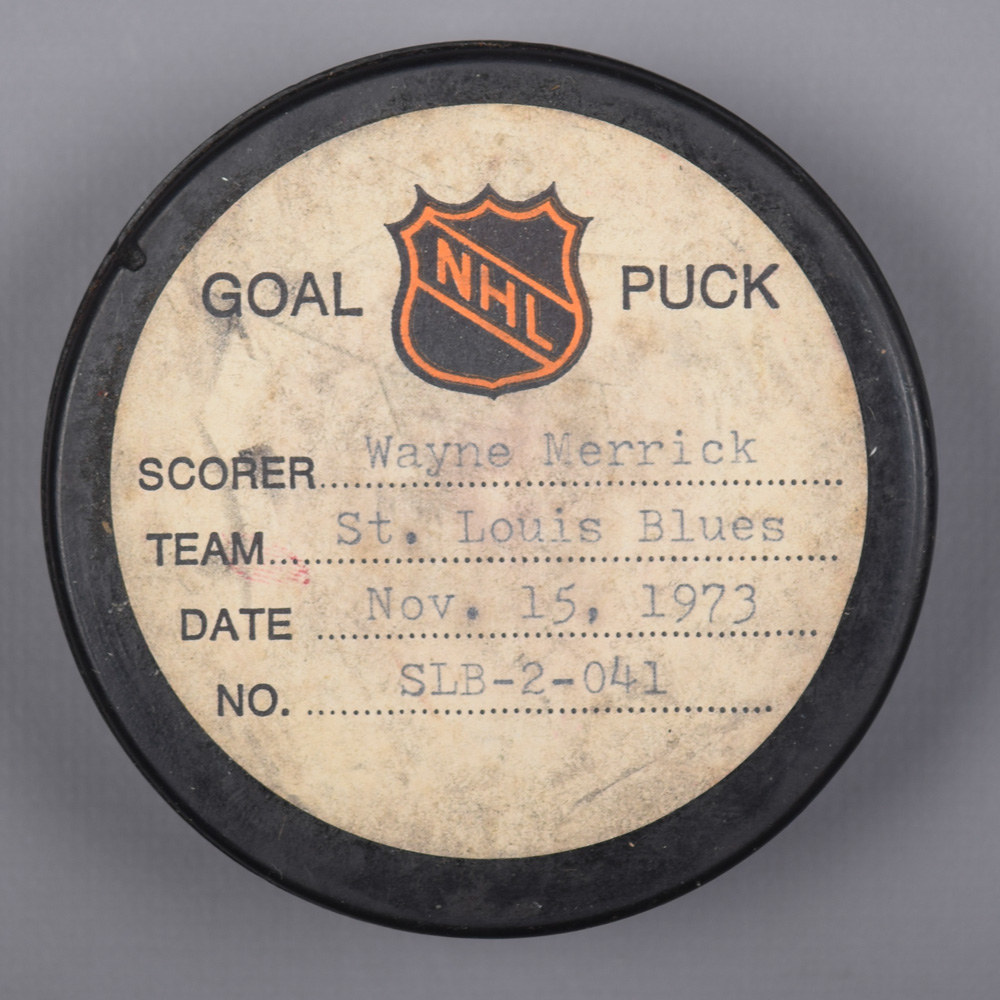 NHL
GOAL PUCK
SCORER Wayne Merrick
TEAM St. Louis Blues
DATE Nov. 15, 1973
NO. SLB-2-041